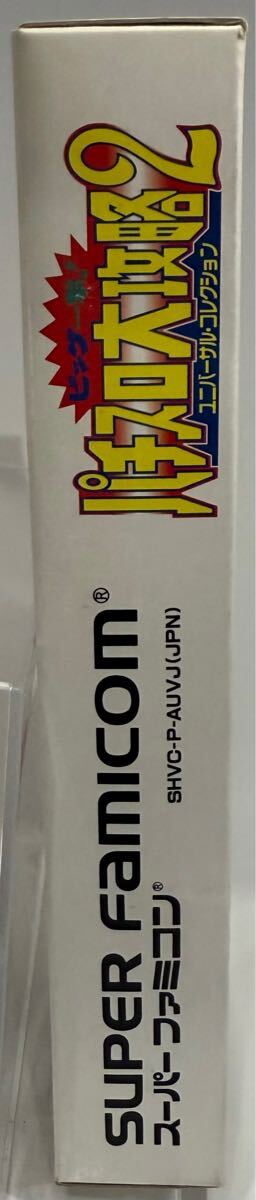 SUPER FAMICOM®
スーパーファミコン®
SHVC-P-AUVJ(JPN)
ビッグ一撃!
パチスロ大攻略2
ユニバーサル・コレクション